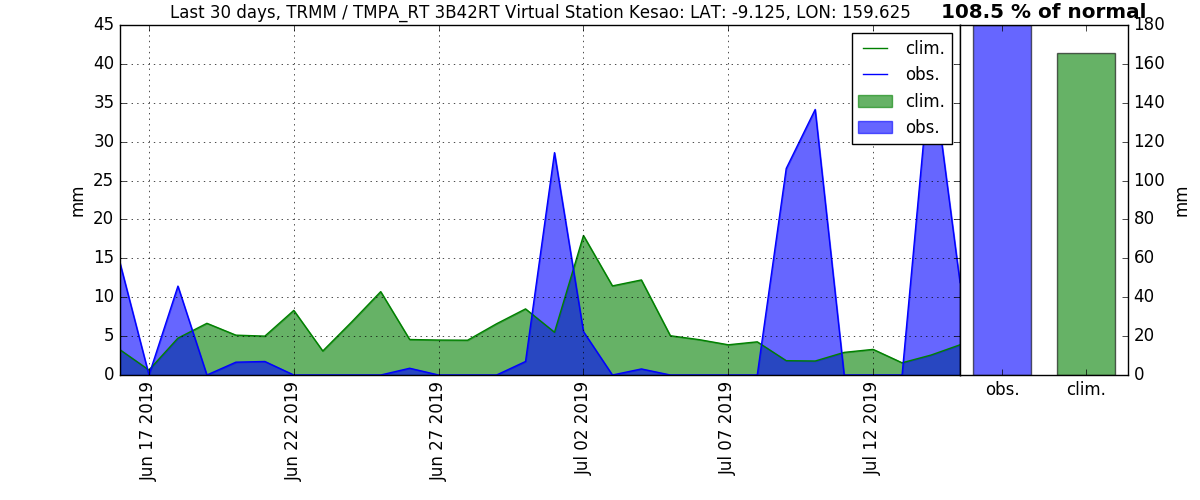 Last 30 days, TRMM / TMPA_RT 3B42RT Virtual Station Kesao: LAT: -9.125, LON: 159.625
108.5 % of normal
45
40
35
30
25
20
15
10
5
0
mm
clim.
obs.
clim.
obs.
180
160
140
120
100
80
60
40
20
0
mm
Jun 17 2019
Jun 22 2019
Jun 27 2019
Jul 02 2019
Jul 07 2019
Jul 12 2019
obs.
clim.